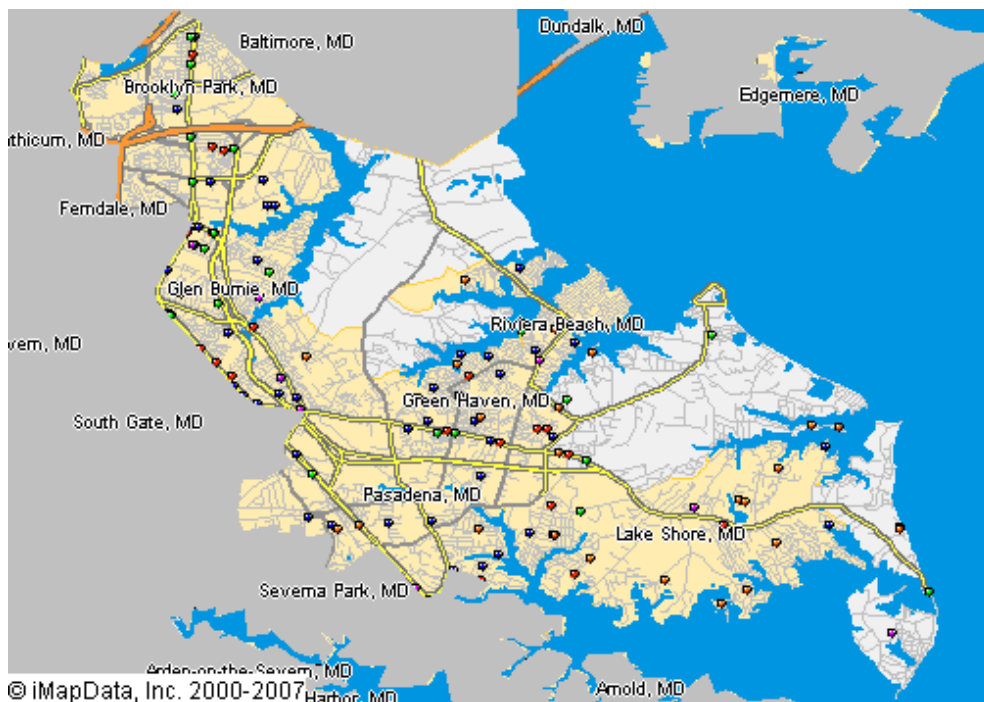 Dundalk, MD
Baltimore, MD
Brooklyn Park, MD
Edgemere, MD
nthicum, MD
Ferndale, MD
Glen Burnie, MD
Riviera Beach, MD
vern, MD
Green Haven, MD
South Gate, MD
Pasadena, MD
Lake Shore, MD
Severna Park, MD
Arden-on-the-Severn, MD
Arnold, MD
© iMapData, Inc. 2000-2007
Harbor, MD